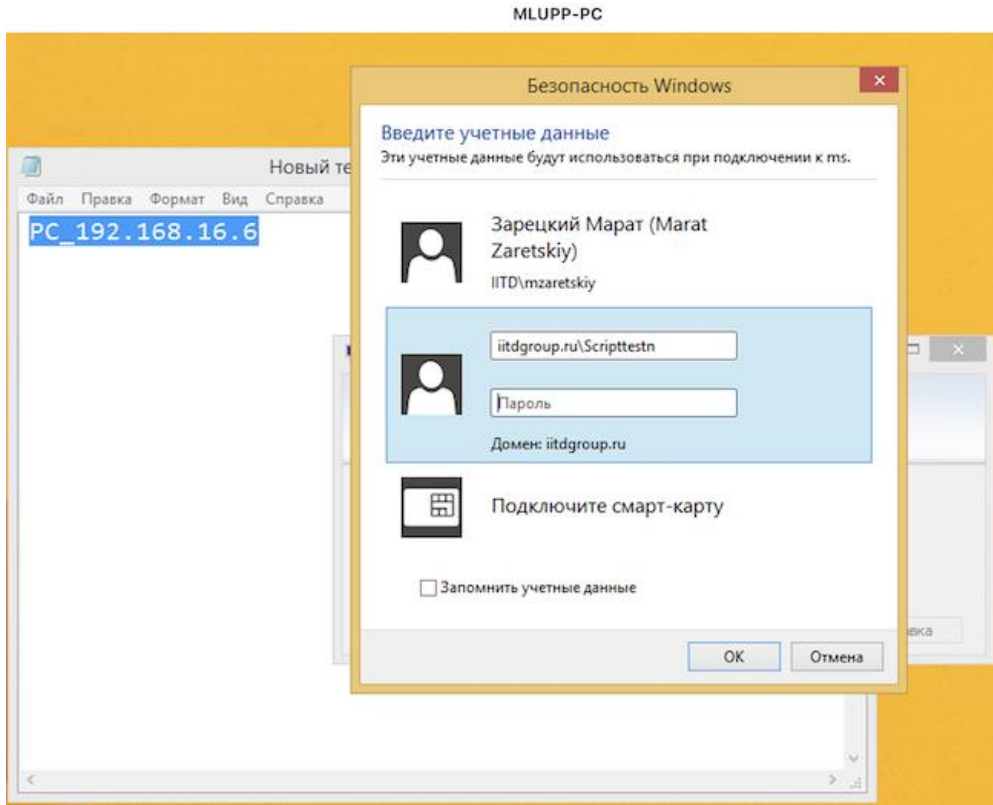 MLUPP-PC
Безопасность Windows
Введите учетные данные
Эти учетные данные будут использоваться при подключении к ms.
Новый те
Файл Правка Формат Вид Справка
PC_192.168.16.6
Зарецкий Марат (Marat
Zaretskiy)
IITD\mzaretskiy
iitdgroup.ru\Scripttestn
Пароль
Домен: iitdgroup.ru
Подключите смарт-карту
Запомнить учетные данные
вка
OK
Отмена